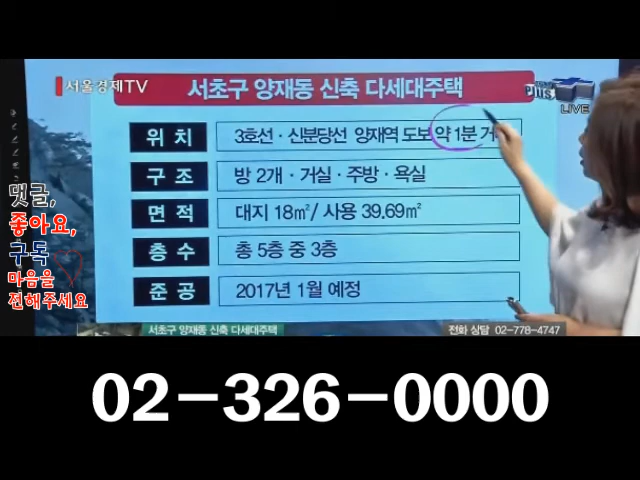 서울경제TV
서초구 양재동 신축 다세대주택
Plus
LIVE
위 치
3호선 · 신분당선 양재역 도보 약 1분 거
구 조
방 2개 · 거실 · 주방 · 욕실
면 적
대지 18㎡ / 사용 39.69㎡
층 수
총 5층 중 3층
준 공
2017년 1월 예정
댓글,
좋아요,
구독
마음을
전해주세요
서초구 양재동 신축 다세대주택
전화 상담 02-778-4747
02-326-0000